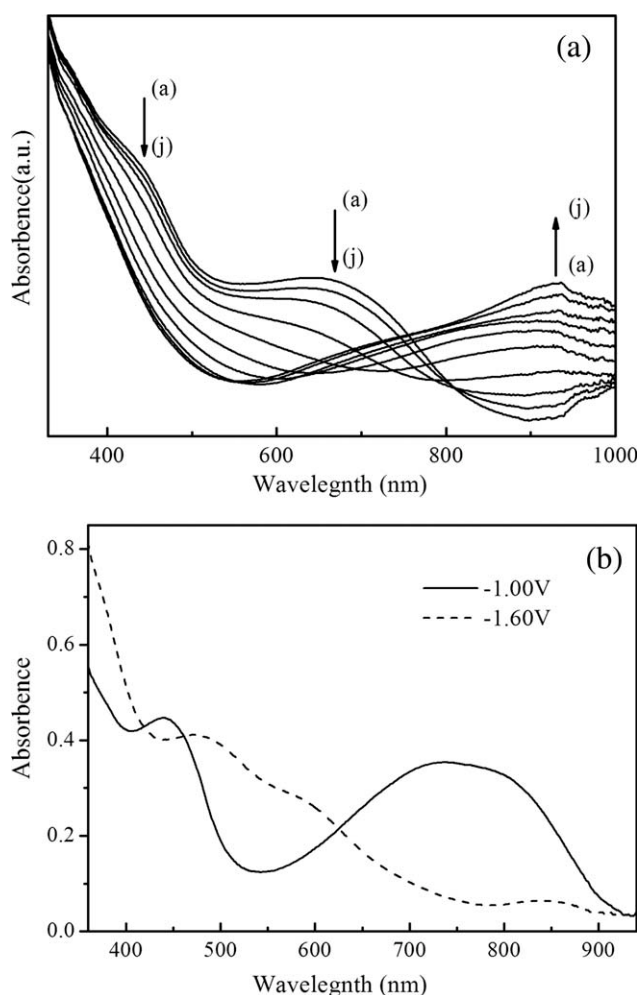 (a)
(a)
(j)
(a)
(j)
(j)
(a)
Absorbence(a.u.)
400 600 800 1000
Wavelegnth (nm)
(b)
-1.00V
-1.60V
0.8
0.6
0.4
0.2
0.0
Absorbence
400 500 600 700 800 900
Wavelegnth (nm)